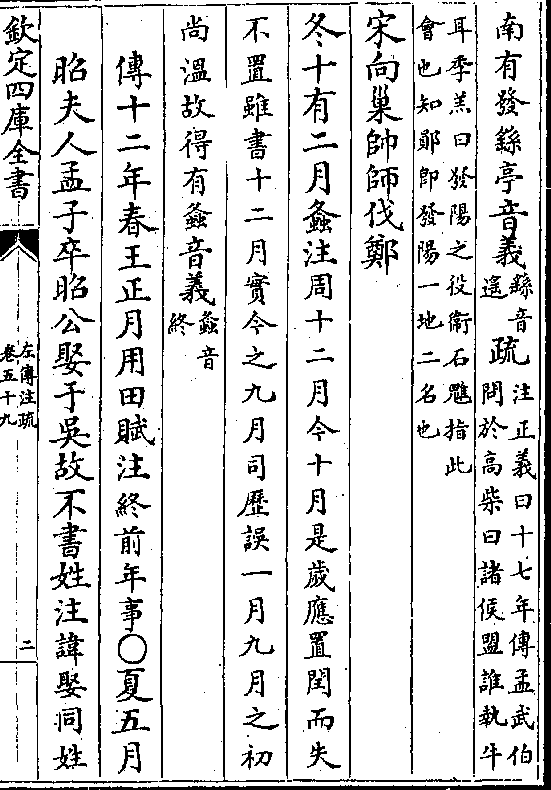 南有發繇亭音義繇音
遙疏注正義曰十七年傳孟武伯
問於高柴曰諸侯盟誰執牛
耳季羔曰發陽之役衛石魋指此
會也知鄖即發陽一地二名也
宋向巢帥師伐鄭
冬十有二月螽注周十二月今十月是歲應置閏而失
不置雖書十二月實今之九月司歷誤一月九月之初
尚溫故得有螽音義螽音
終
傳十二年春王正月用田賦注終前年事〇夏五月
昭夫人孟子卒昭公娶于吳故不書姓注諱娶同姓
欽定四庫全書
左傳注疏
卷五十九
二